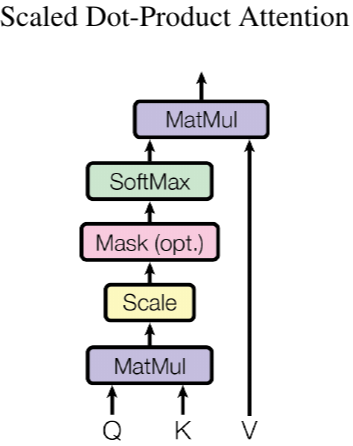 Scaled Dot-Product Attention
MatMul
SoftMax
Mask (opt.)
Scale
MatMul
Q K V